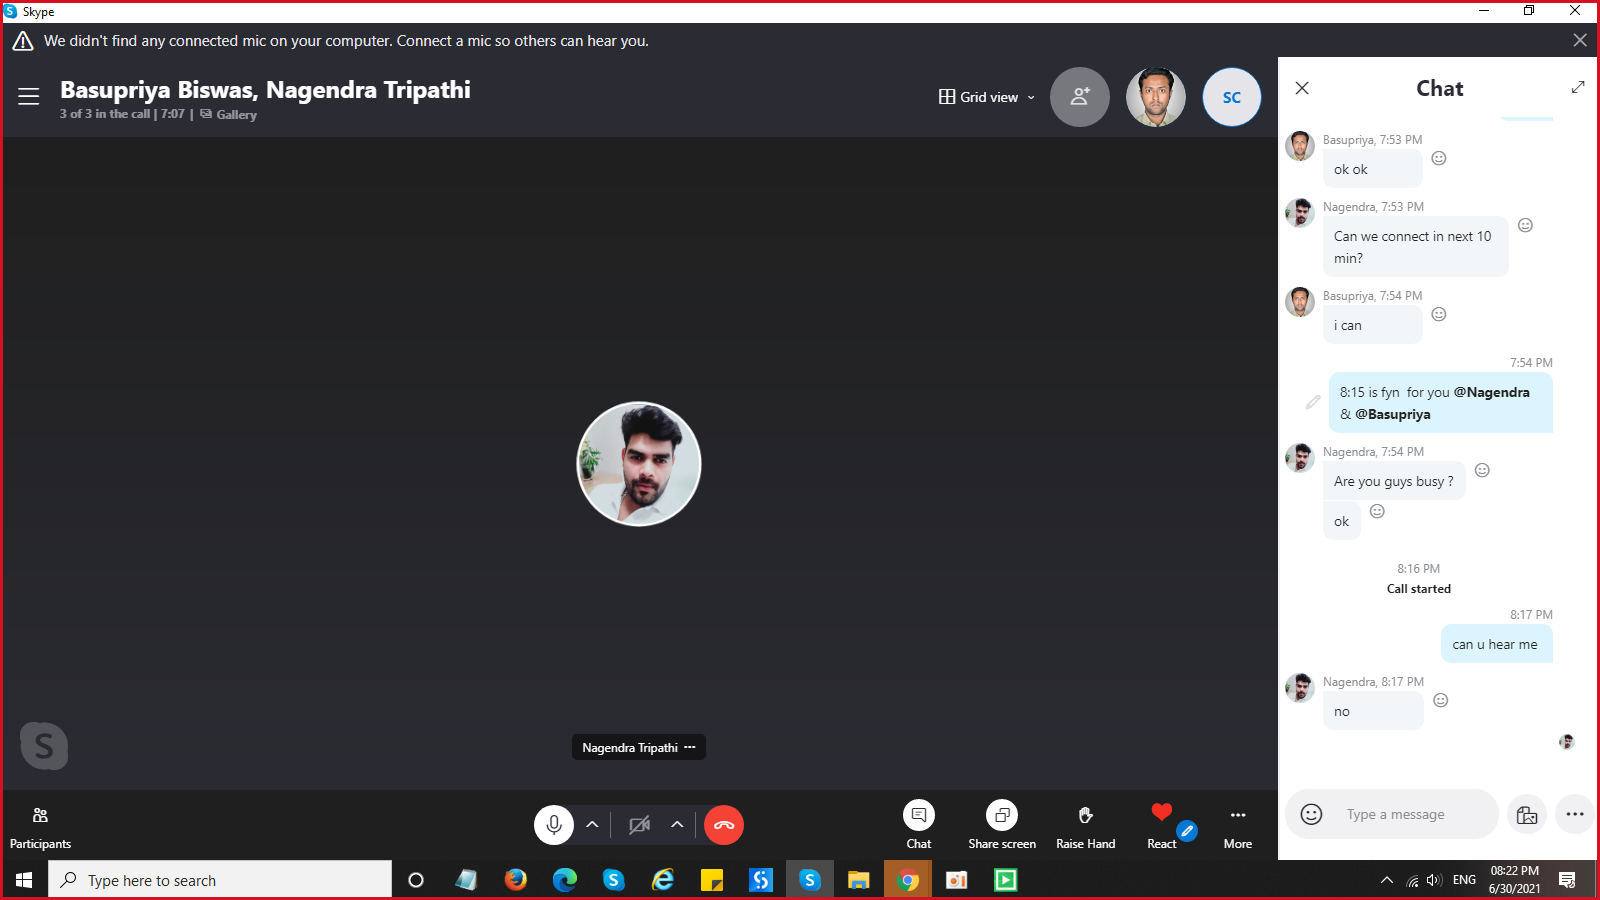 Skype
We didn't find any connected mic on your computer. Connect a mic so others can hear you.
Basupriya Biswas, Nagendra Tripathi
3 of 3 in the call | 7:07 | Gallery
Grid view
SC
Chat
Basupriya, 7:53 PM
ok ok
Nagendra, 7:53 PM
Can we connect in next 10
min?
Basupriya, 7:54 PM
i can
7:54 PM
8:15 is fyn for you @Nagendra
& @Basupriya
Nagendra, 7:54 PM
Are you guys busy ?
ok
8:16 PM
Call started
8:17 PM
can u hear me
Nagendra, 8:17 PM
no
Nagendra Tripathi
Type a message
Participants
Chat
Share screen
Raise Hand
React
More
Type here to search
ENG
08:22 PM
6/30/2021